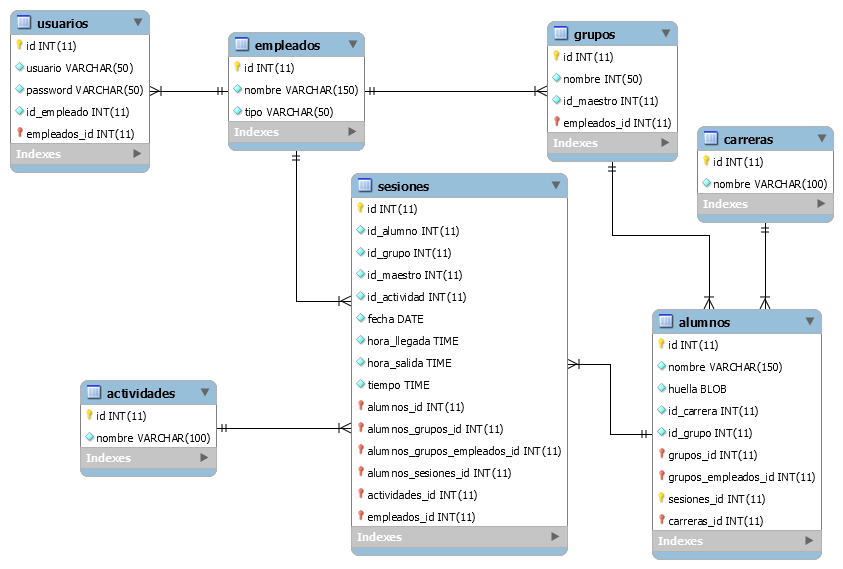 usuarios
id INT(11)
usuario VARCHAR(50)
password VARCHAR(50)
id_empleado INT(11)
empleados_id INT(11)
Indexes
empleados
id INT(11)
nombre VARCHAR(150)
tipo VARCHAR(50)
Indexes
grupos
id INT(11)
nombre INT(50)
id_maestro INT(11)
empleados_id INT(11)
Indexes
carreras
id INT(11)
nombre VARCHAR(100)
Indexes
sesiones
id INT(11)
id_alumno INT(11)
id_grupo INT(11)
id_maestro INT(11)
id_actividad INT(11)
fecha DATE
hora_llegada TIME
hora_salida TIME
tiempo TIME
alumnos_id INT(11)
alumnos_grupos_id INT(11)
alumnos_grupos_empleados_id INT(11)
alumnos_sesiones_id INT(11)
actividades_id INT(11)
empleados_id INT(11)
Indexes
actividades
id INT(11)
nombre VARCHAR(100)
Indexes
alumnos
id INT(11)
nombre VARCHAR(150)
huella BLOB
id_carrera INT(11)
id_grupo INT(11)
grupos_id INT(11)
grupos_empleados_id INT(11)
sesiones_id INT(11)
carreras_id INT(11)
Indexes